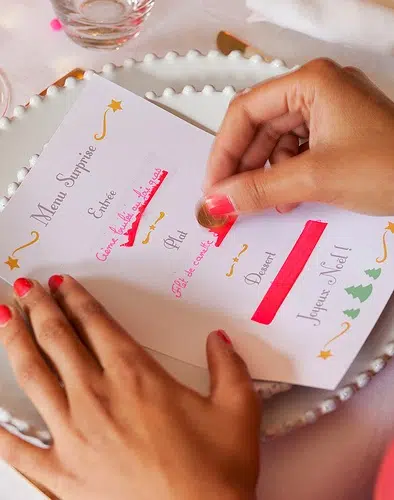 Menu Surprise
Entrée
Crème brulée au foie gras
Plat
Filet de canette
Dessert
Joyeux Noël !